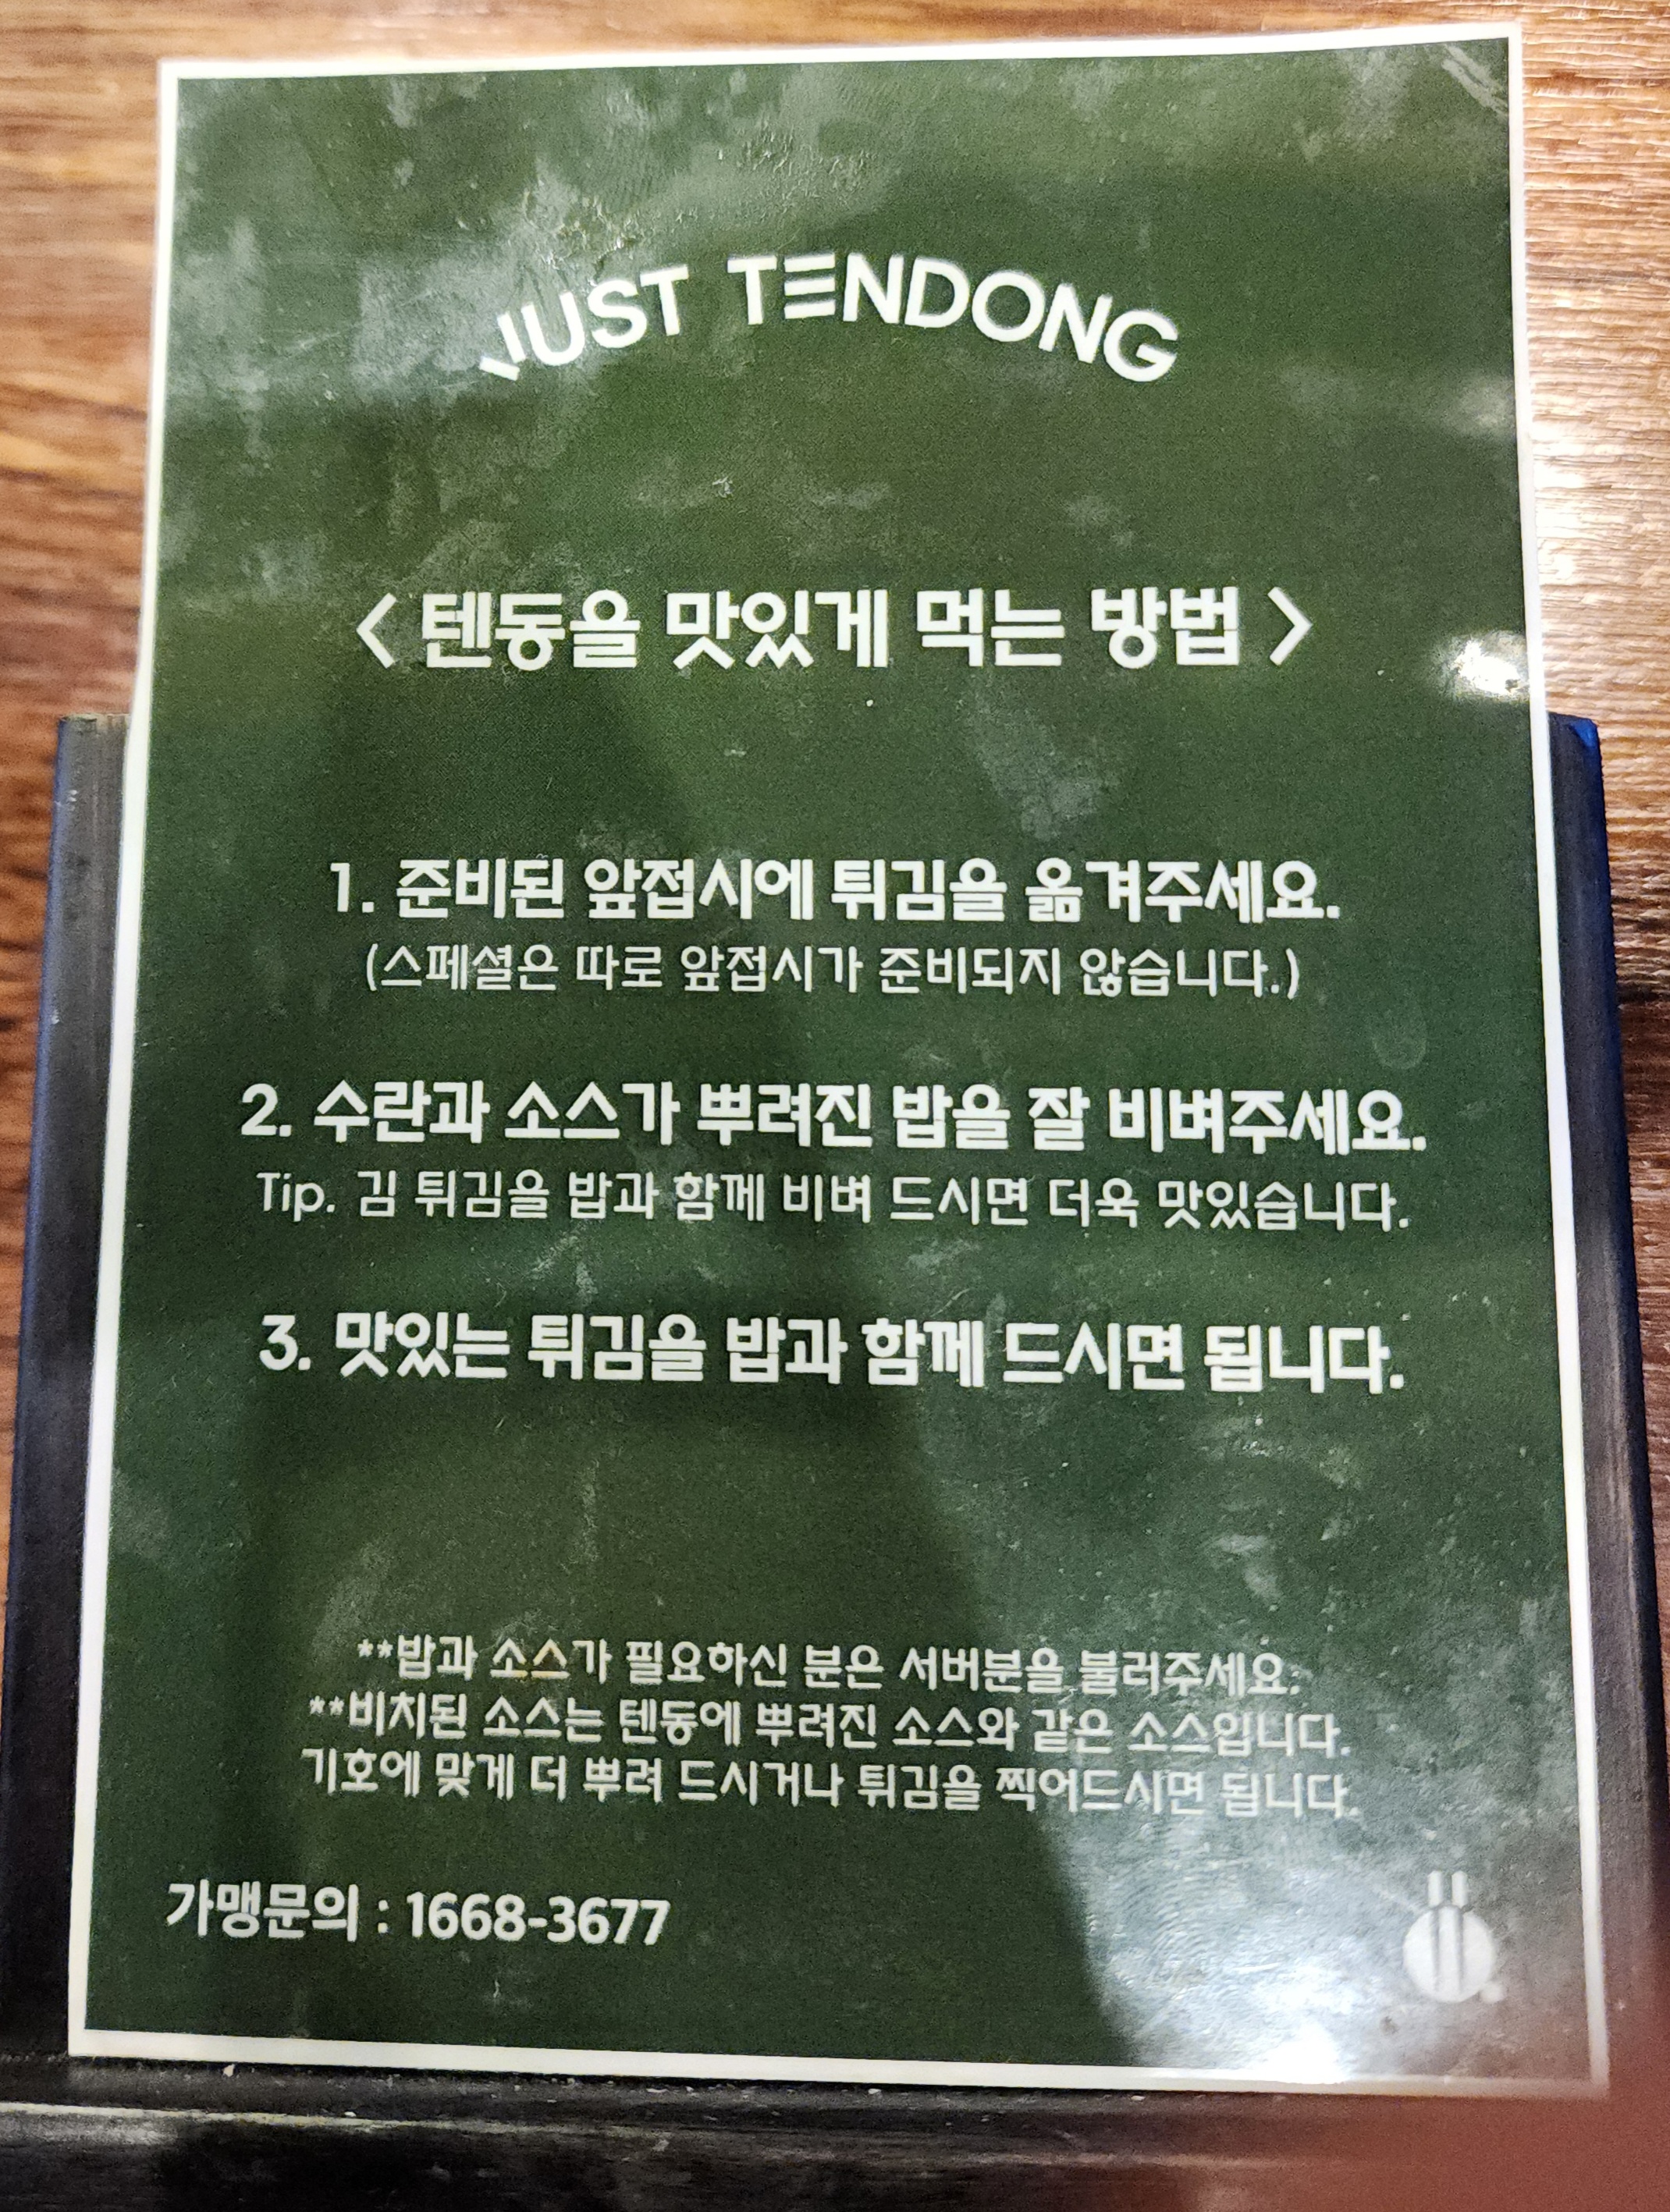 JUST TENDONG
< 텐동을 맛있게 먹는 방법 >
1. 준비된 앞접시에 튀김을 옮겨주세요.
(스페셜은 따로 앞접시가 준비되지 않습니다.)
2. 수란과 소스가 뿌려진 밥을 잘 비벼주세요.
Tip. 김 튀김을 밥과 함께 비벼 드시면 더욱 맛있습니다.
3. 맛있는 튀김을 밥과 함께 드시면 됩니다.
**밥과 소스가 필요하신 분은 서버분을 불러주세요.
**비치된 소스는 텐동에 뿌려진 소스와 같은 소스입니다.
기호에 맞게 더 뿌려 드시거나 튀김을 찍어드시면 됩니다.
가맹문의 : 1668-3677